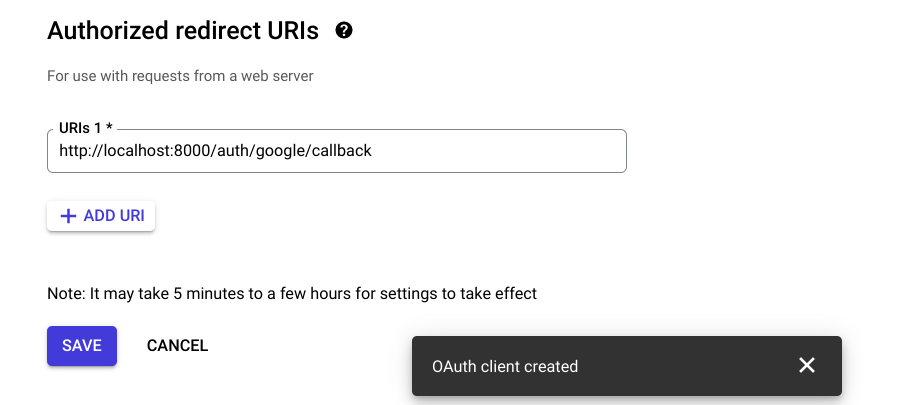 Authorized redirect URIs
For use with requests from a web server
URIs 1 *
http://localhost:8000/auth/google/callback
ADD URI
Note: It may take 5 minutes to a few hours for settings to take effect
SAVE CANCEL
OAuth client created